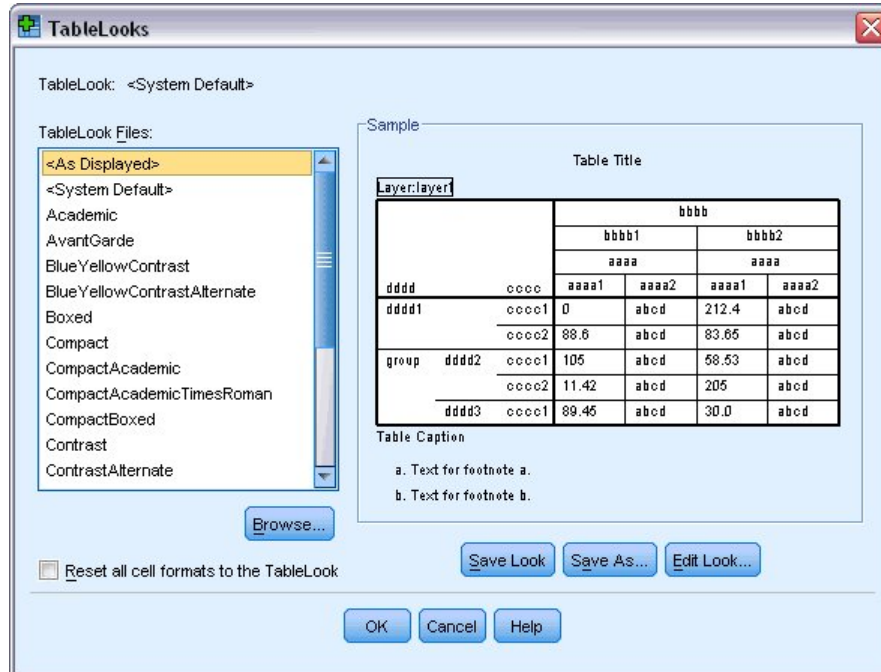 TableLooks
TableLook: <System Default>
TableLook Files:
<As Displayed>
<System Default>
Academic
AvantGarde
BlueYellowContrast
BlueYellowContrastAlternate
Boxed
Compact
CompactAcademic
CompactAcademicTimesRoman
CompactBoxed
Contrast
ContrastAlternate
Browse...
Reset all cell formats to the TableLook
Sample
Table Title
Layer:layer1
bbbb
bbbb1 bbbb2
aaaa aaaa
dddd cccc aaaa1 aaaa2 aaaa1 aaaa2
dddd1 cccc1 0 abcd 212.4 abcd
cccc2 88.6 abcd 83.65 abcd
group dddd2 cccc1 105 abcd 58.53 abcd
cccc2 11.42 abcd 205 abcd
dddd3 cccc1 89.45 abcd 30.0 abcd
Table Caption
a. Text for footnote a.
b. Text for footnote b.
Save Look Save As... Edit Look...
OK Cancel Help